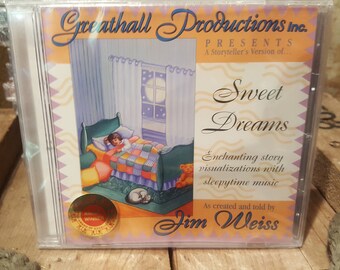 Greathall Productions Inc.
PRESENTS
A Storyteller's Version of...
Sweet
Dreams
Enchanting story
visualizations with
sleepytime music
As created and told by
Jim Weiss